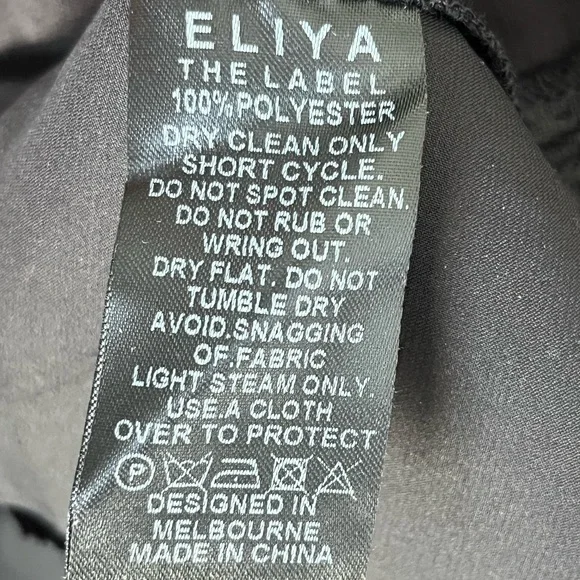 ELIYA
THE LABEL
100% POLYESTER
DRY CLEAN ONLY
SHORT CYCLE.
DO NOT SPOT CLEAN.
DO NOT RUB OR
WRING OUT.
DRY FLAT. DO NOT
TUMBLE DRY
AVOID.SNAGGING
OF.FABRIC
LIGHT STEAM ONLY.
USE A CLOTH
OVER TO PROTECT
P
DESIGNED IN
MELBOURNE
MADE IN CHINA